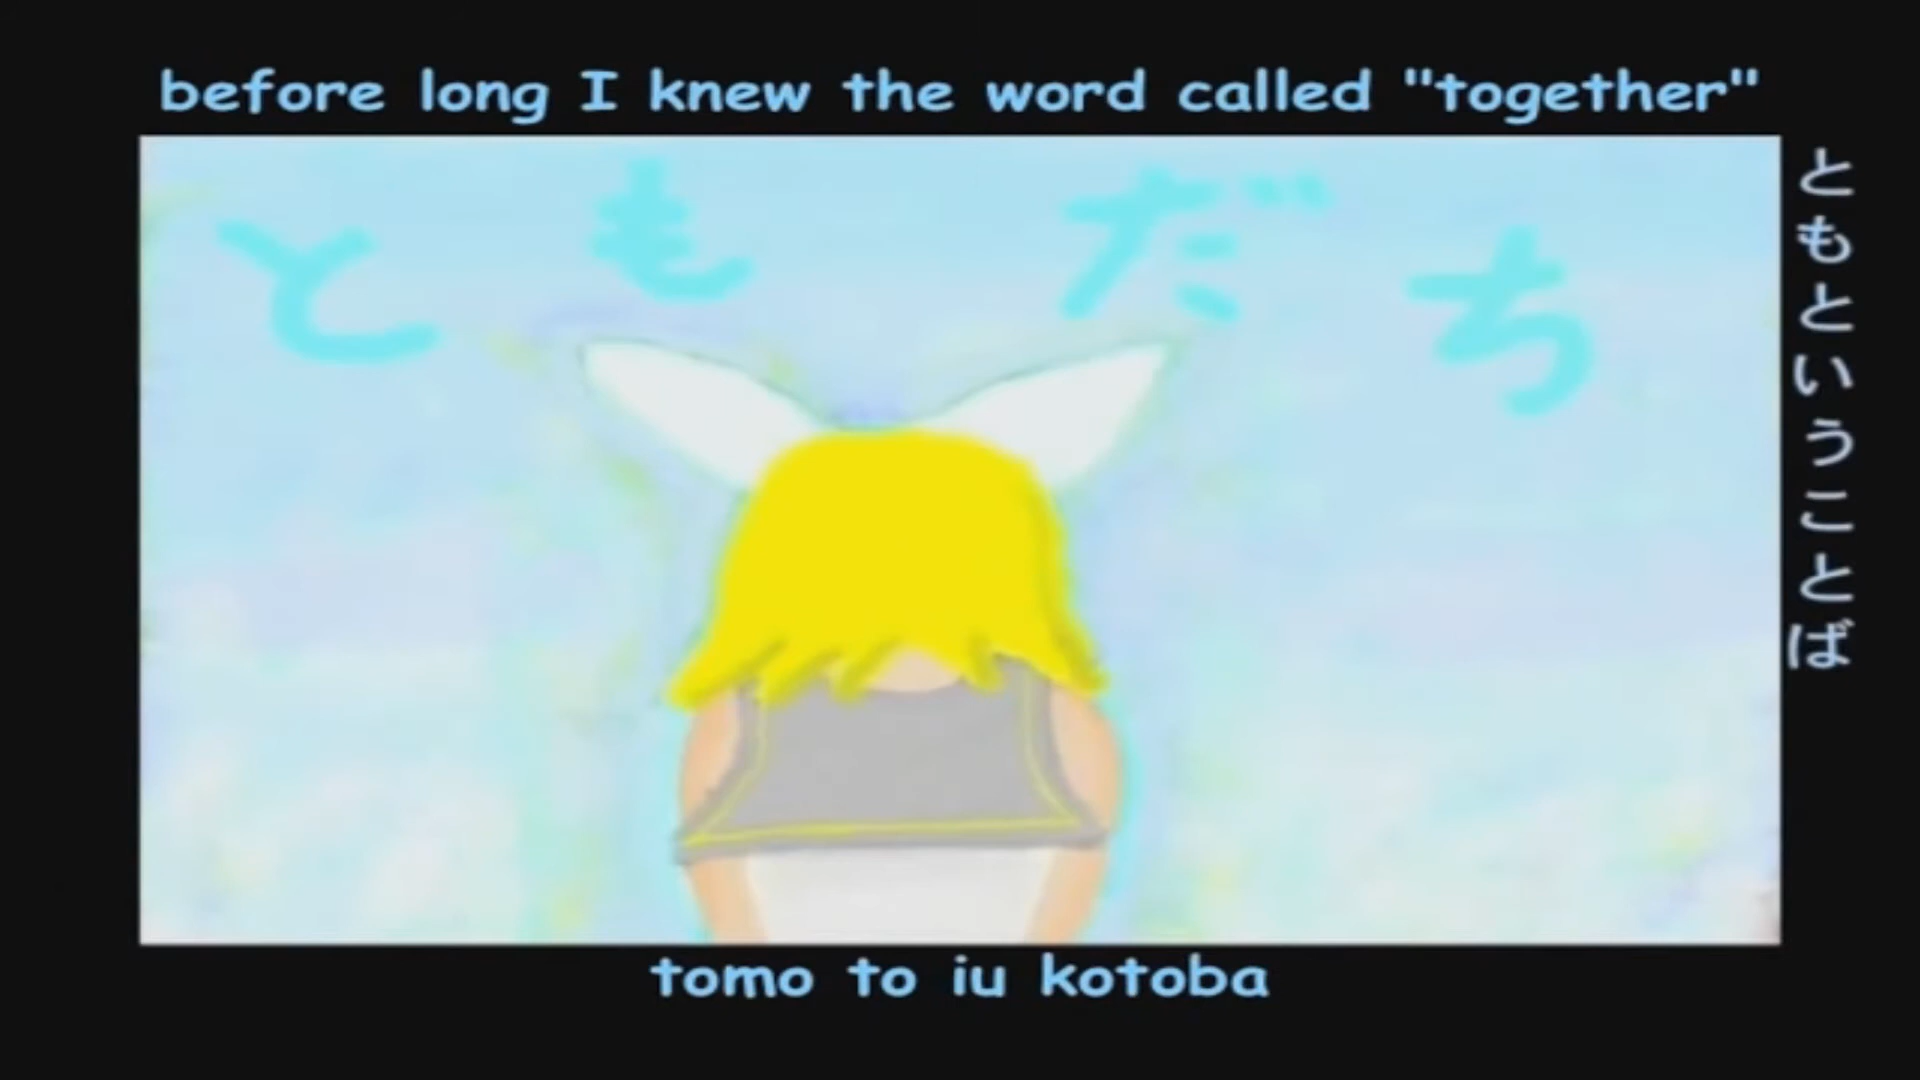 before long I knew the word called "together"
ともだち
ともということば
tomo to iu kotoba